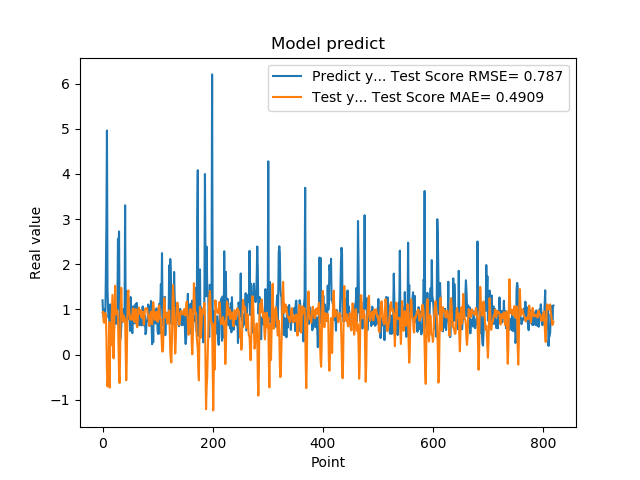 Model predict
Predict y... Test Score RMSE= 0.787
Test y... Test Score MAE= 0.4909
Real value
6
5
4
3
2
1
0
−1
0 200 400 600 800
Point